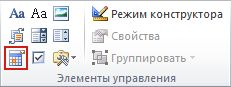 Aa Aa Режим конструктора
Свойства
Группировать
Элементы управления